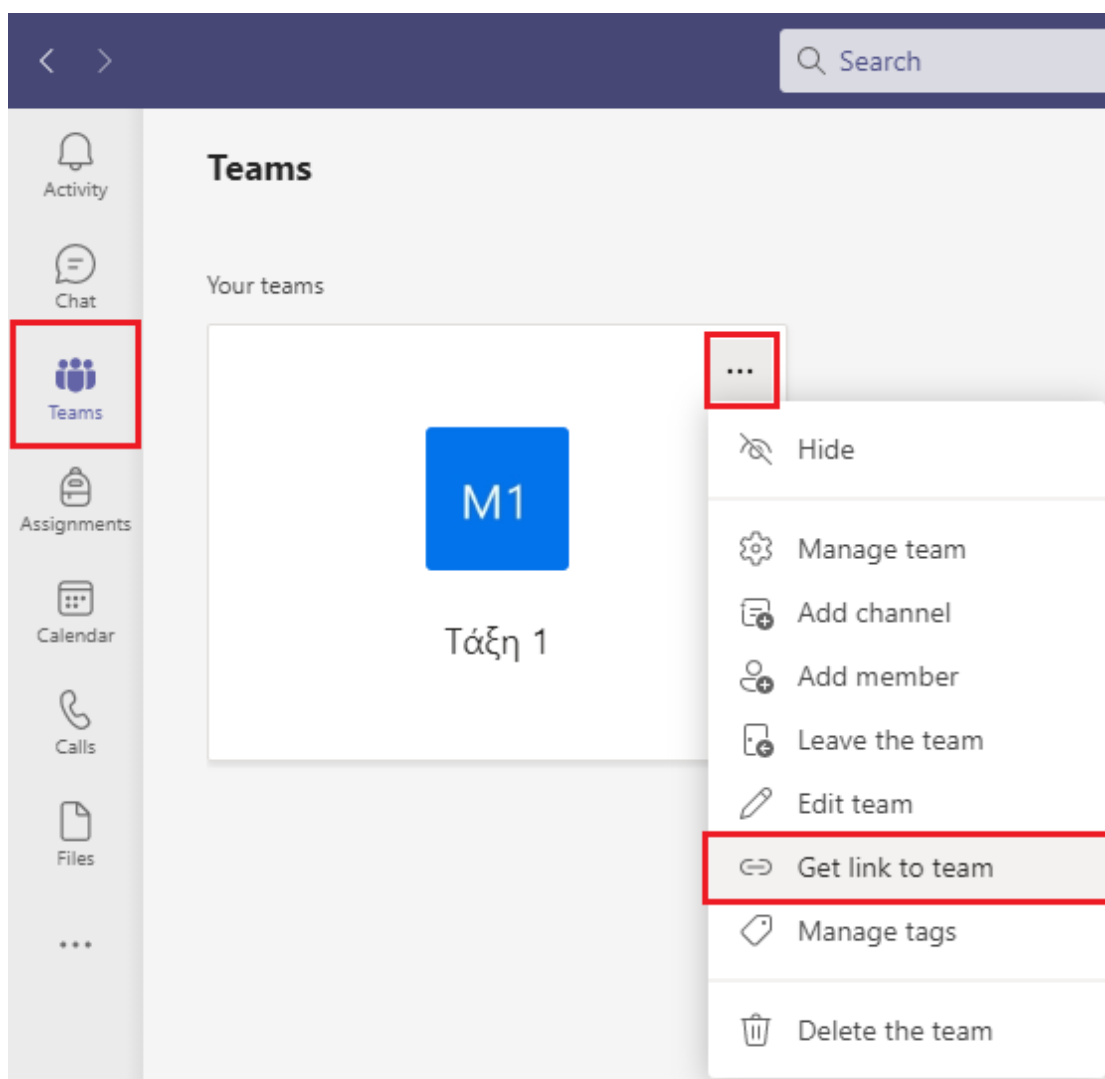 Search
Activity
Chat
Teams
Assignments
Calendar
Calls
Files
Teams
Your teams
M1
Τάξη 1
Hide
Manage team
Add channel
Add member
Leave the team
Edit team
Get link to team
Manage tags
Delete the team